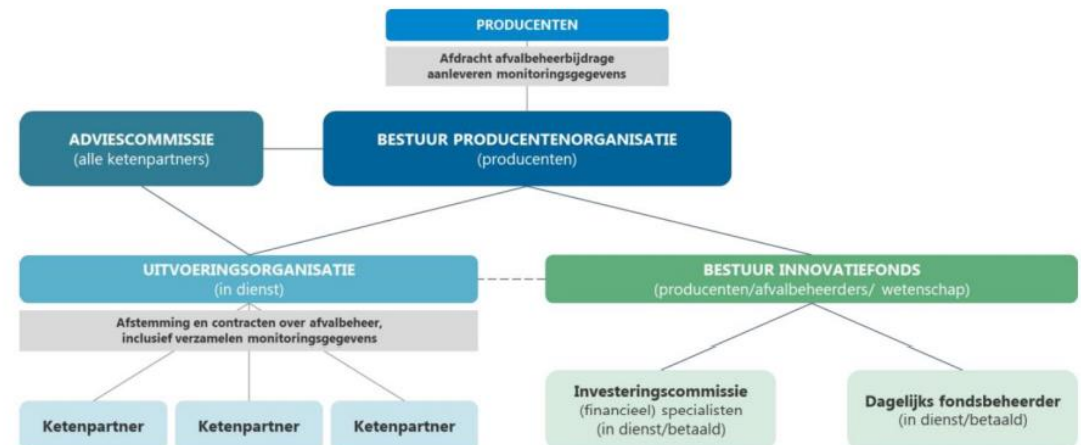 PRODUCENTEN
Afdracht afvalbeheerbijdrage
aanleveren monitoringsgegevens
ADVIESCOMMISSIE
(alle ketenpartners)
BESTUUR PRODUCENTENORGANISATIE
(producenten)
UITVOERINGSORGANISATIE
(in dienst)
BESTUUR INNOVATIEFONDS
(producenten/afvalbeheerders/ wetenschap)
Afstemming en contracten over afvalbeheer,
inclusief verzamelen monitoringsgegevens
Ketenpartner
Ketenpartner
Ketenpartner
Investeringscommissie
(financieel) specialisten
(in dienst/betaald)
Dagelijks fondsbeheerder
(in dienst/betaald)